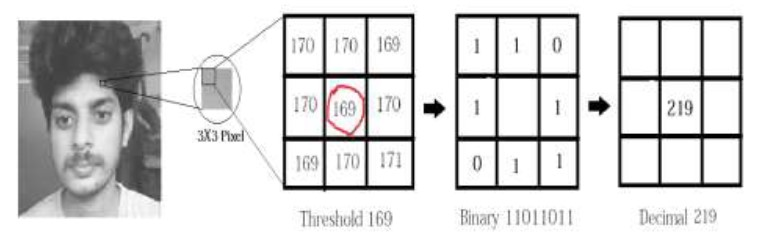 3X3 Pixel
170 170 169
170 169 170
169 170 171
Threshold 169
1 1 0
1 1
0 1 1
Binary 11011011
219
Decimal 219